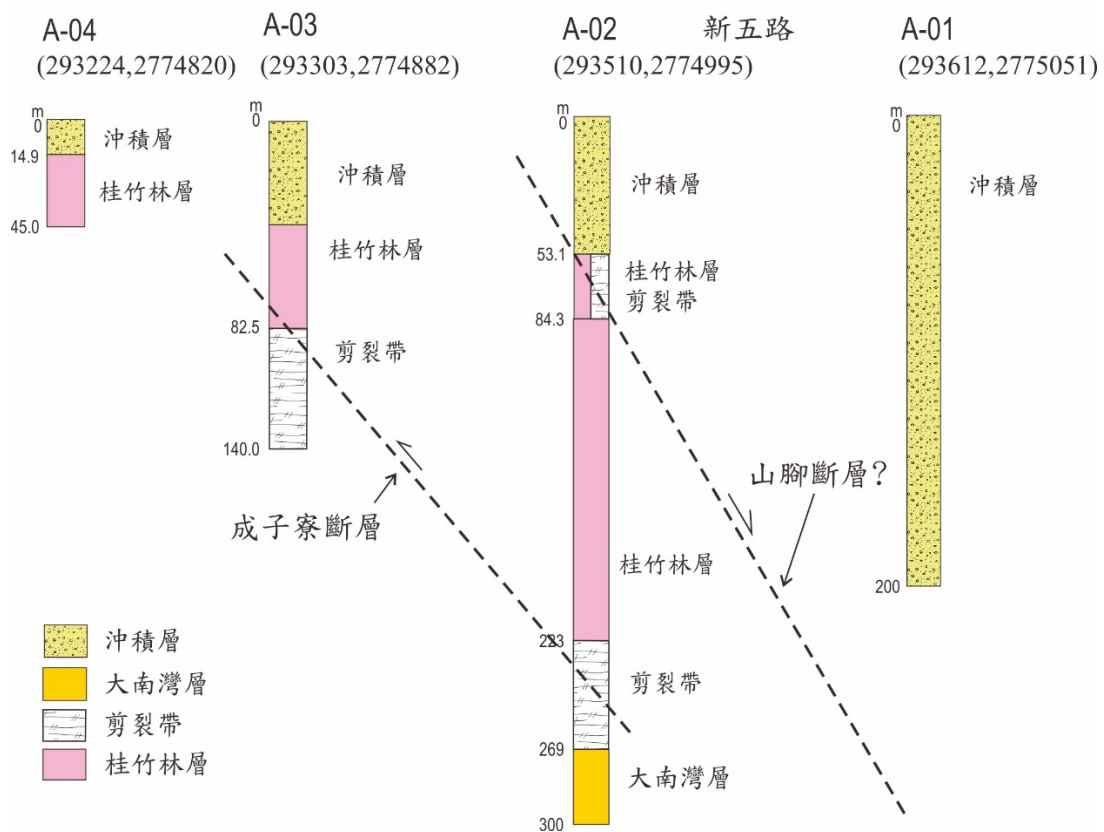 A-04
(293224,2774820)
A-03
(293303,2774882)
A-02
(293510,2774995)
新五路
A-01
(293612,2775051)
m
0
沖積層
14.9
桂竹林層
45.0
m
0
沖積層
桂竹林層
82.5
剪裂帶
140.0
成子寮斷層
m
0
沖積層
53.1
桂竹林層
剪裂帶
84.3
山腳斷層?
桂竹林層
223
剪裂帶
269
大南灣層
300
m
0
沖積層
200
沖積層
大南灣層
剪裂帶
桂竹林層